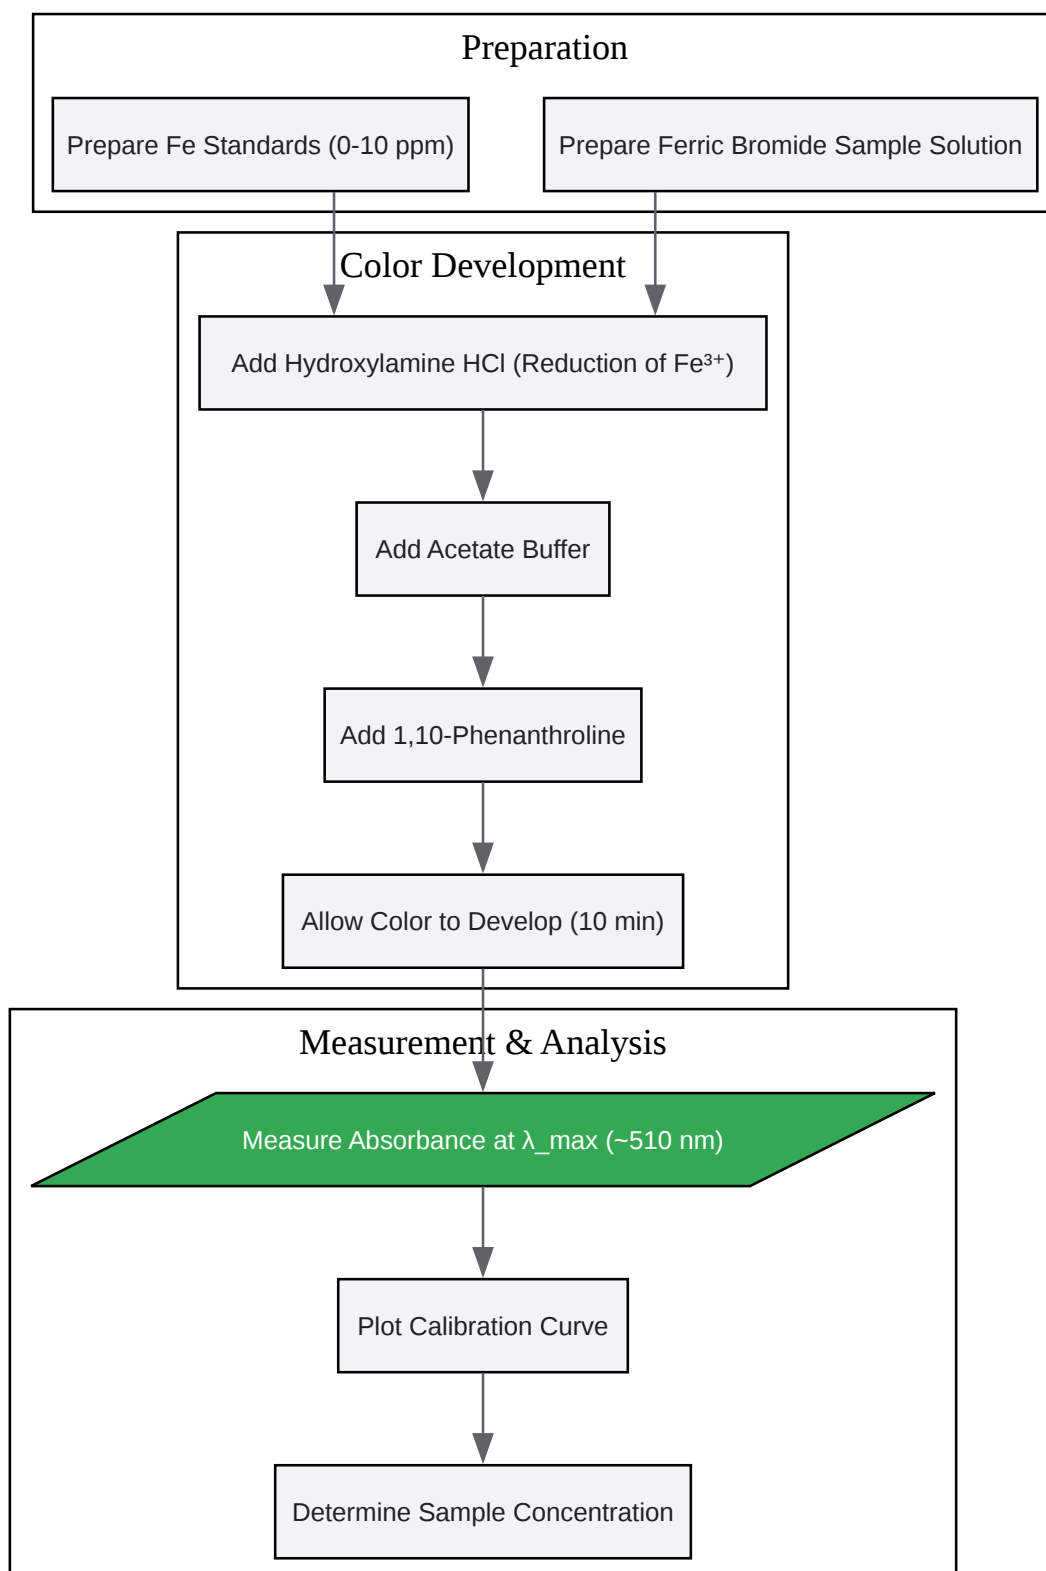 Preparation
Prepare Fe Standards (0-10 ppm)
Prepare Ferric Bromide Sample Solution
Color Development
Add Hydroxylamine HCl (Reduction of Fe³⁺)
Add Acetate Buffer
Add 1,10-Phenanthroline
Allow Color to Develop (10 min)
Measurement & Analysis
Measure Absorbance at λ_max (~510 nm)
Plot Calibration Curve
Determine Sample Concentration